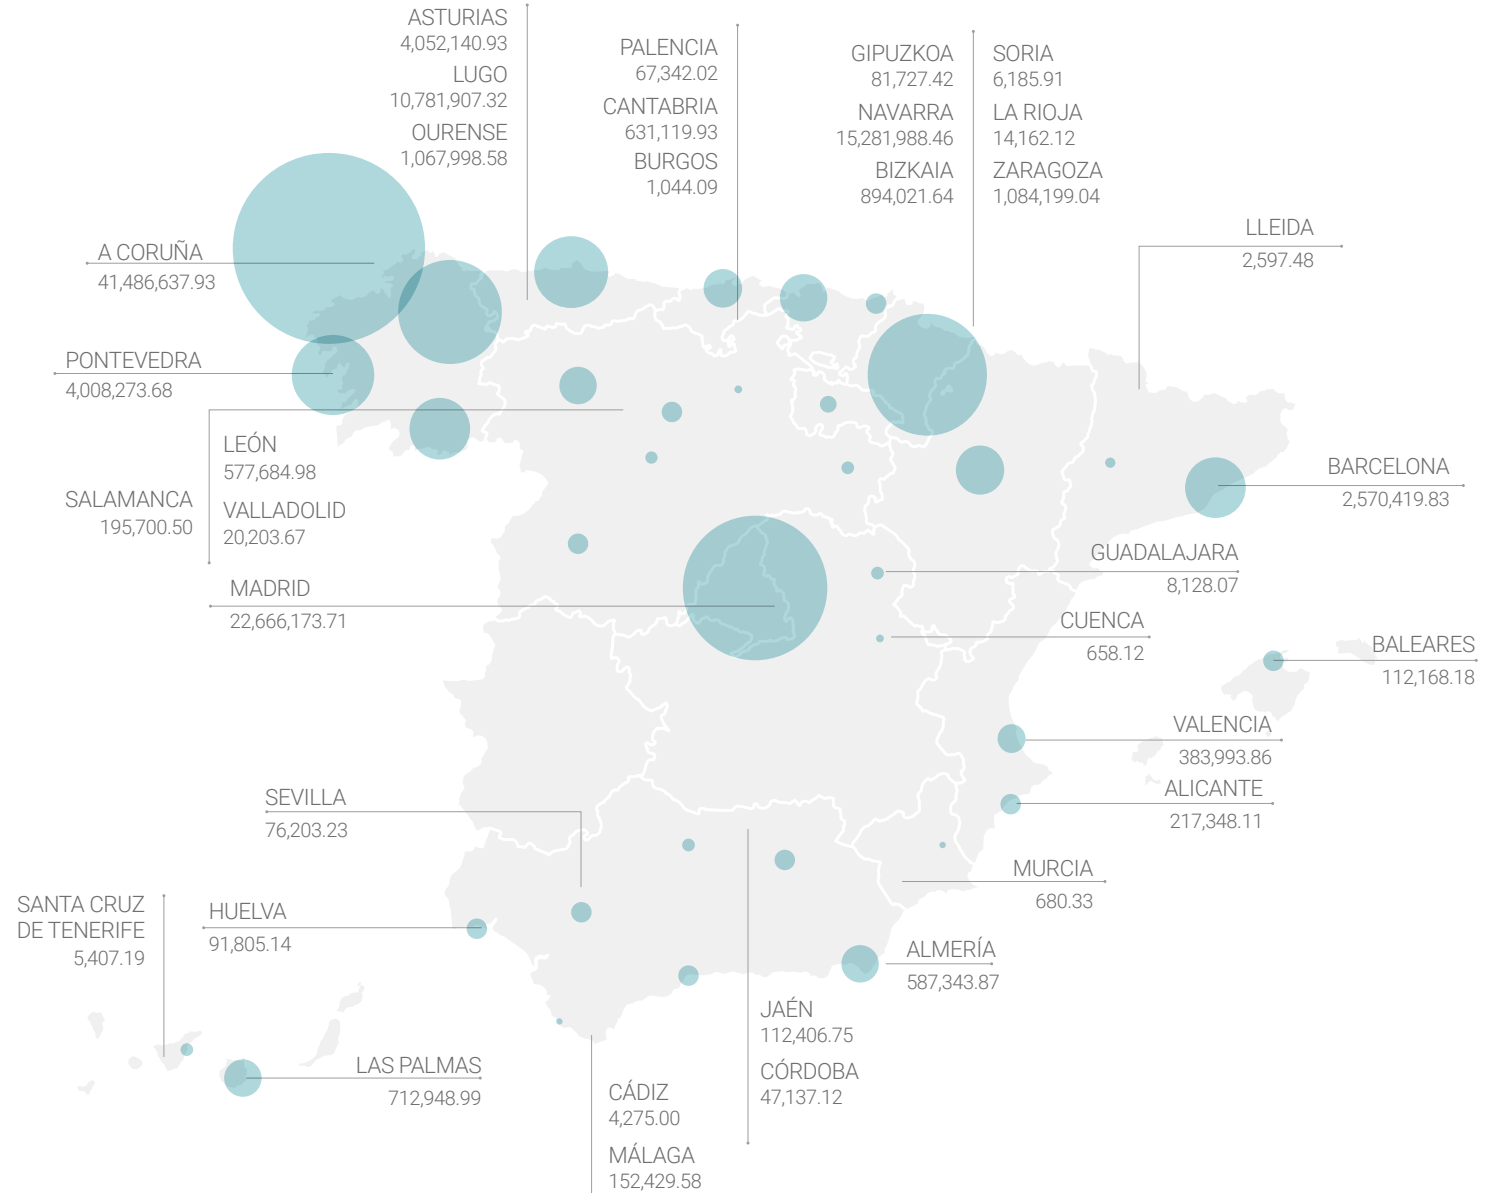 ASTURIAS
4,052,140.93
LUGO
10,781,907.32
OURENSE
1,067,998.58
PALENCIA
67,342.02
CANTABRIA
631,119.93
BURGOS
1,044.09
GIPUZKOA
81,727.42
NAVARRA
15,281,988.46
BIZKAIA
894,021.64
SORIA
6,185.91
LA RIOJA
14,162.12
ZARAGOZA
1,084,199.04
LLEIDA
2,597.48
A CORUÑA
41,486,637.93
PONTEVEDRA
4,008,273.68
LEÓN
577,684.98
SALAMANCA
195,700.50
VALLADOLID
20,203.67
MADRID
22,666,173.71
BARCELONA
2,570,419.83
GUADALAJARA
8,128.07
CUENCA
658.12
BALEARES
112,168.18
VALENCIA
383,993.86
ALICANTE
217,348.11
MURCIA
680.33
SEVILLA
76,203.23
SANTA CRUZ
DE TENERIFE
5,407.19
HUELVA
91,805.14
ALMERÍA
587,343.87
JAÉN
112,406.75
CÓRDOBA
47,137.12
LAS PALMAS
712,948.99
CÁDIZ
4,275.00
MÁLAGA
152,429.58